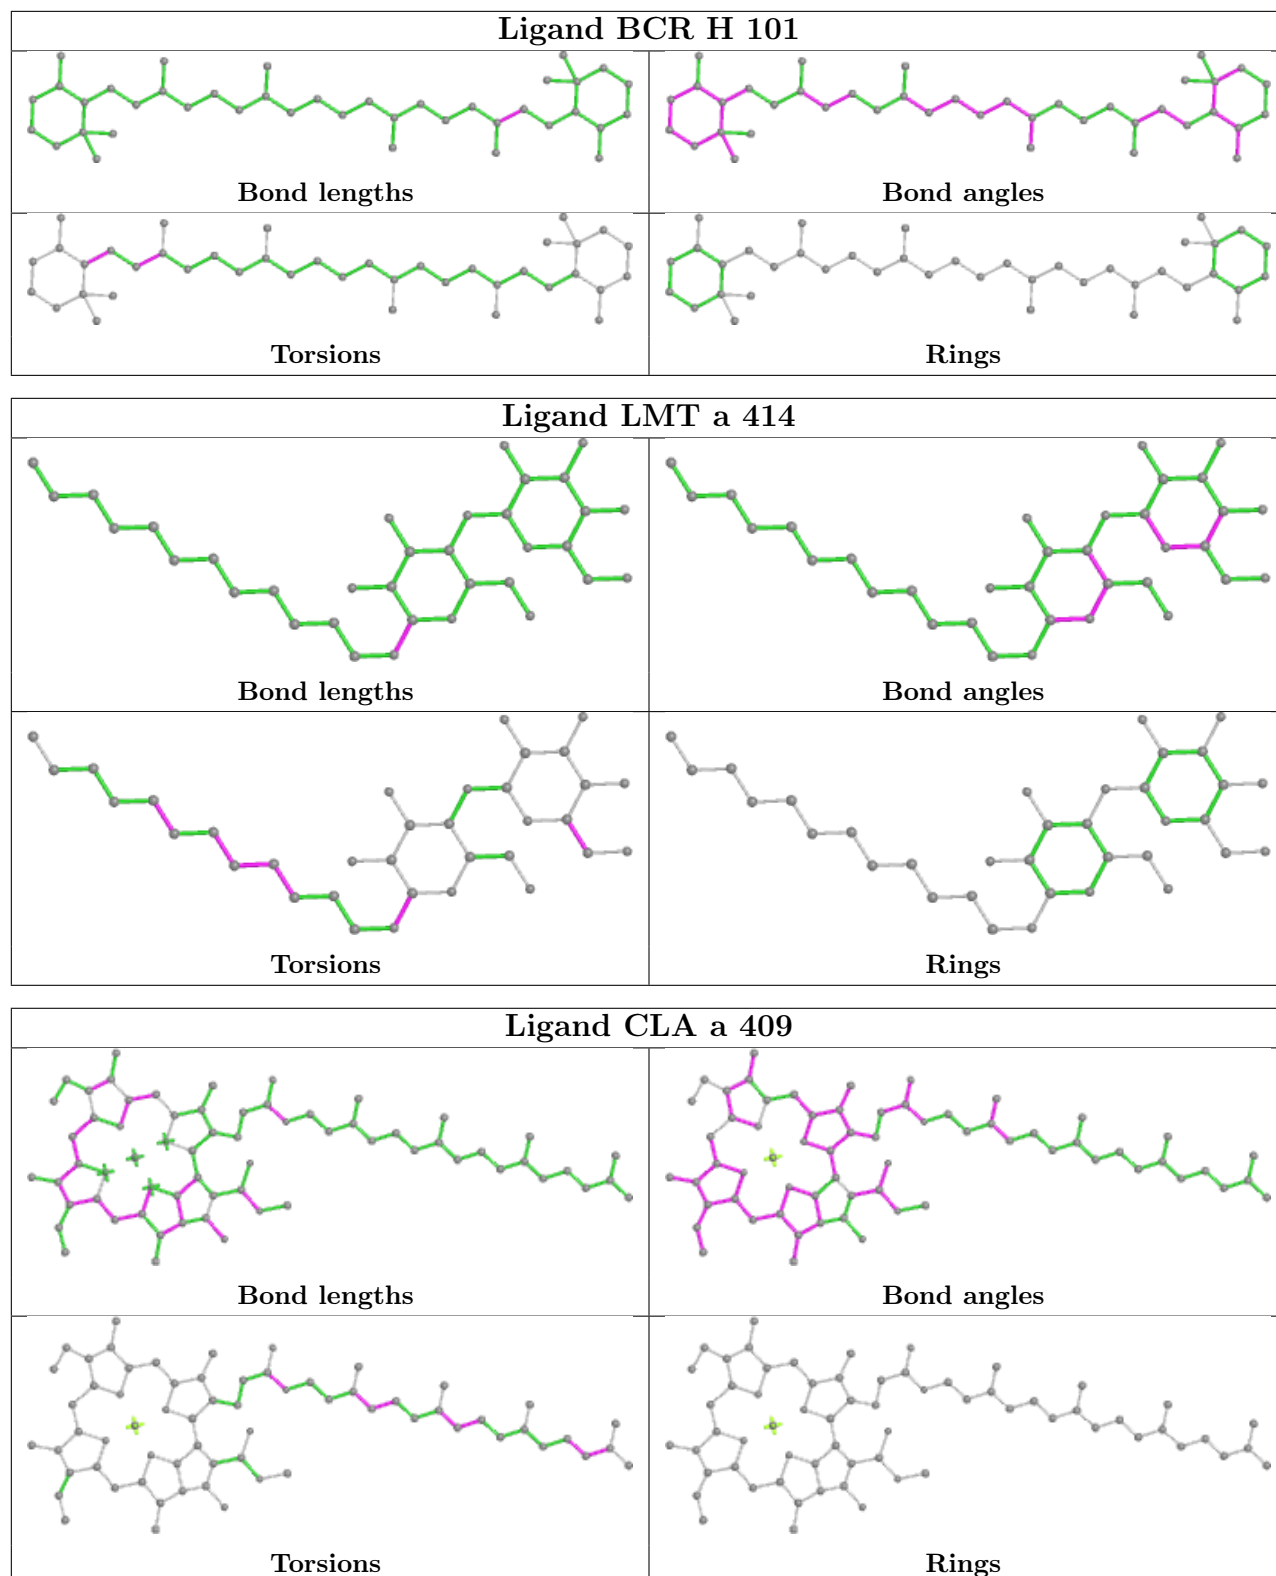 Ligand BCR H 101
Bond lengths
Bond angles
Torsions
Rings
Ligand LMT a 414
Bond lengths
Bond angles
Torsions
Rings
Ligand CLA a 409
Bond lengths
Bond angles
Torsions
Rings